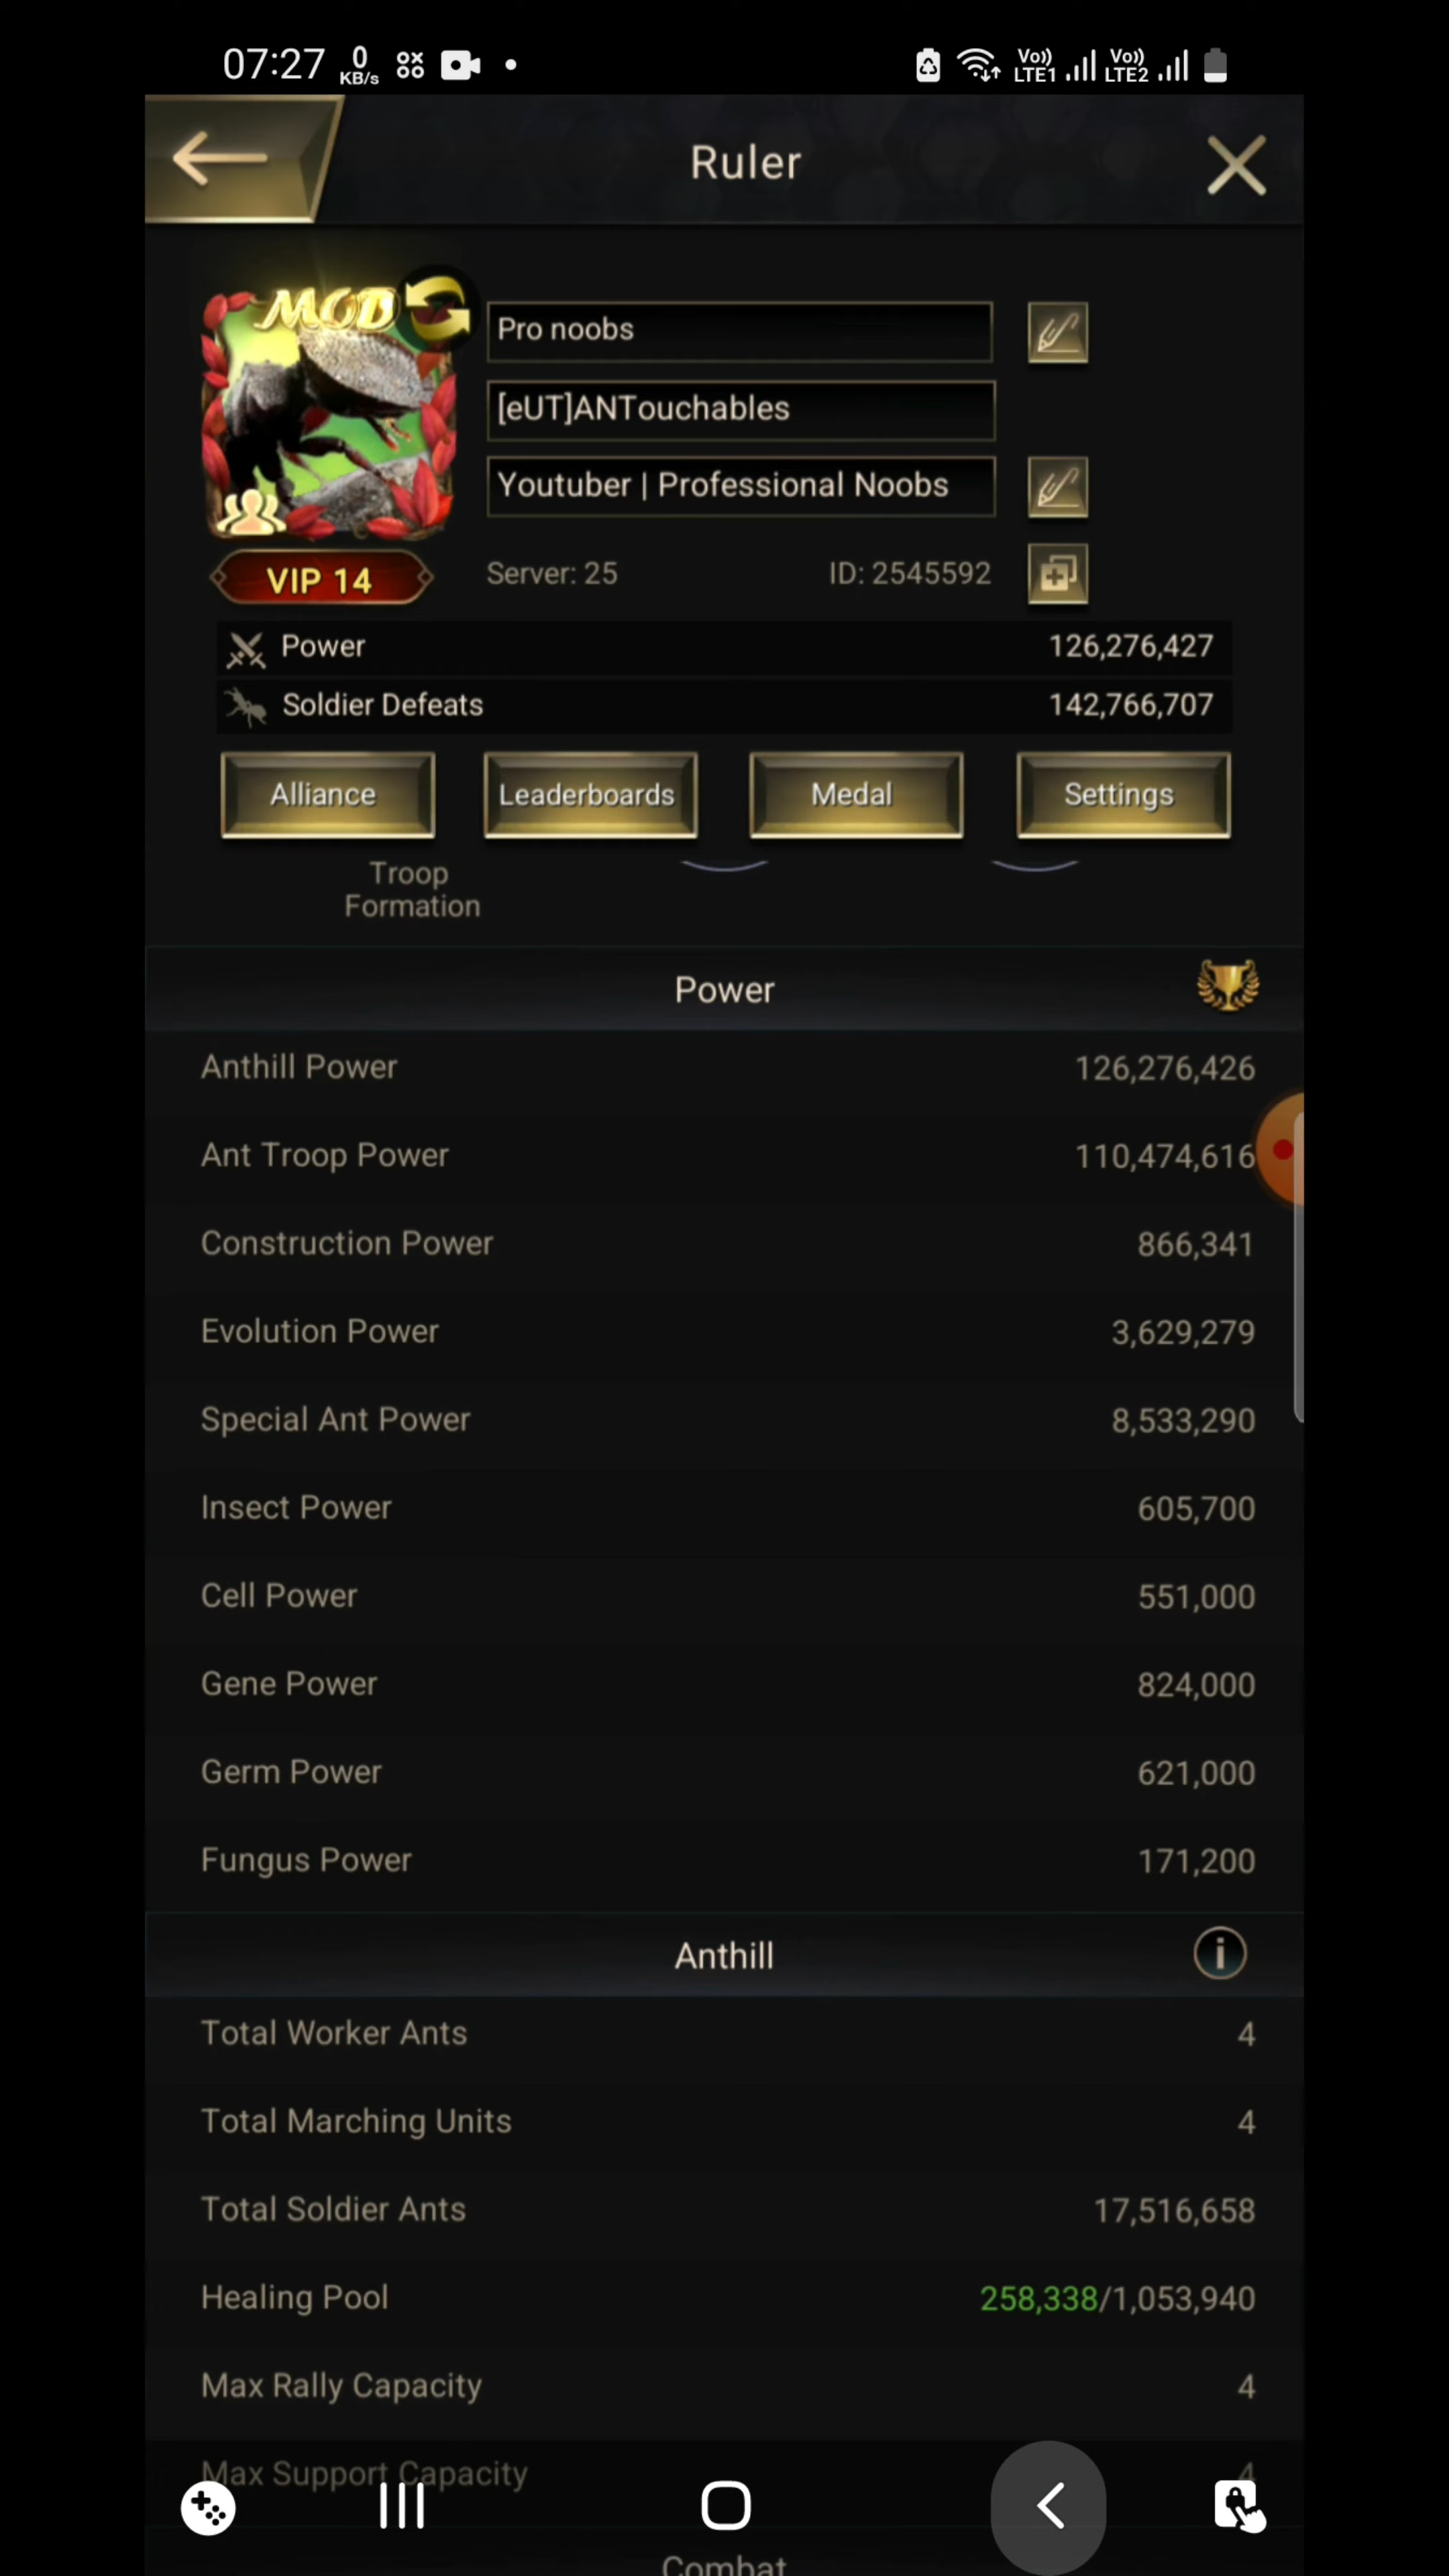 07:27 0 KB/s Vo)) LTE1 Vo)) LTE2
Ruler
MOD
Pro noobs
[eUT]ANTouchables
Youtuber | Professional Noobs
VIP 14
Server: 25 ID: 2545592
Power 126,276,427
Soldier Defeats 142,766,707
Alliance Leaderboards Medal Settings
Troop
Formation
Power
Anthill Power 126,276,426
Ant Troop Power 110,474,616
Construction Power 866,341
Evolution Power 3,629,279
Special Ant Power 8,533,290
Insect Power 605,700
Cell Power 551,000
Gene Power 824,000
Germ Power 621,000
Fungus Power 171,200
Anthill
Total Worker Ants 4
Total Marching Units 4
Total Soldier Ants 17,516,658
Healing Pool 258,338/1,053,940
Max Rally Capacity 4
Max Support Capacity 4
Combat